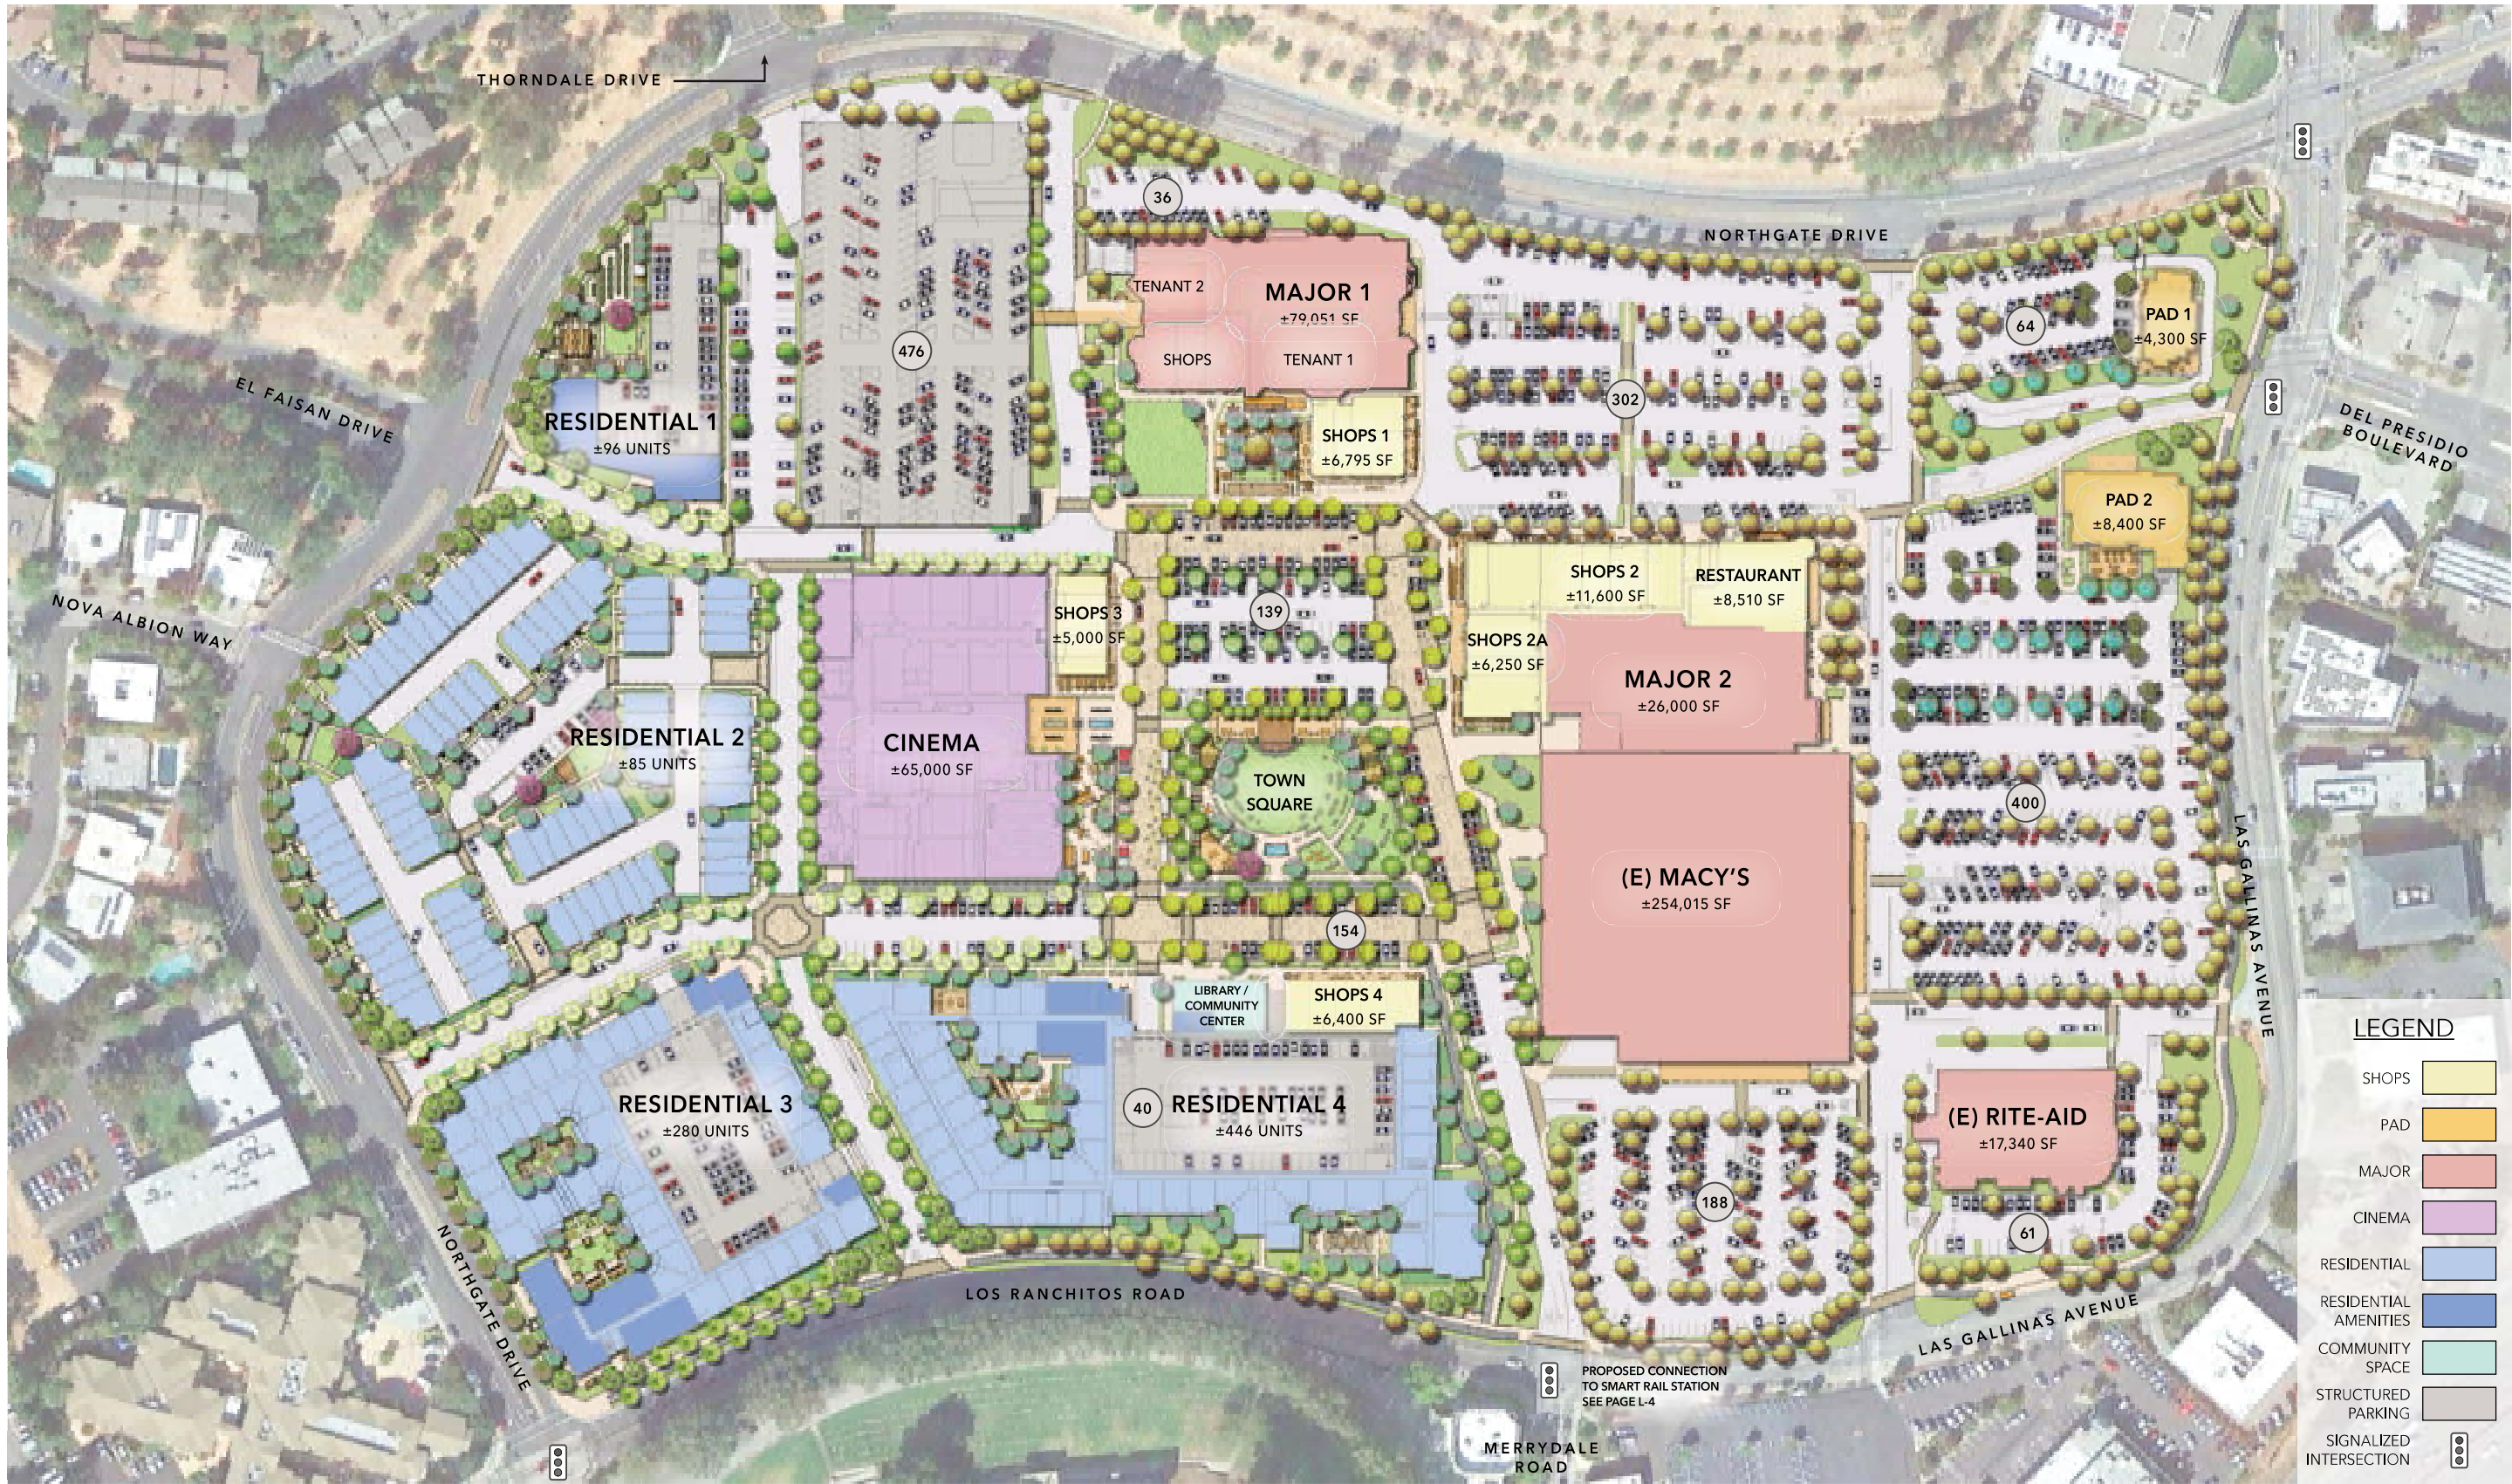 THORNDALE DRIVE
36
NORTHGATE DRIVE
TENANT 2
MAJOR 1
±79,051 SF
SHOPS
TENANT 1
476
64
PAD 1
±4,300 SF
302
EL FAISAN DRIVE
RESIDENTIAL 1
±96 UNITS
SHOPS 1
±6,795 SF
DEL PRESIDIO
BOULEVARD
PAD 2
±8,400 SF
NOVA ALBION WAY
SHOPS 3
±5,000 SF
139
SHOPS 2
±11,600 SF
RESTAURANT
±8,510 SF
SHOPS 2A
±6,250 SF
MAJOR 2
±26,000 SF
RESIDENTIAL 2
±85 UNITS
CINEMA
±65,000 SF
TOWN
SQUARE
400
(E) MACY'S
±254,015 SF
LAS GALLINAS AVENUE
154
LIBRARY /
COMMUNITY
CENTER
SHOPS 4
±6,400 SF
RESIDENTIAL 3
±280 UNITS
40
RESIDENTIAL 4
±446 UNITS
(E) RITE-AID
±17,340 SF
188
61
NORTHGATE DRIVE
LOS RANCHITOS ROAD
LAS GALLINAS AVENUE
PROPOSED CONNECTION
TO SMART RAIL STATION
SEE PAGE L-4
MERRYDALE
ROAD
LEGEND
SHOPS
PAD
MAJOR
CINEMA
RESIDENTIAL
RESIDENTIAL
AMENITIES
COMMUNITY
SPACE
STRUCTURED
PARKING
SIGNALIZED
INTERSECTION